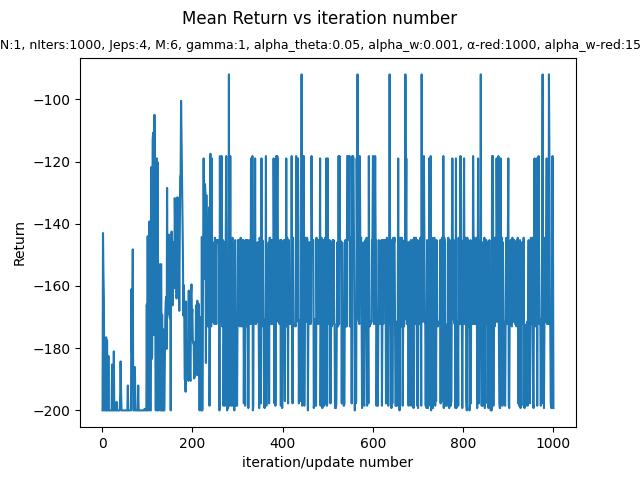 Mean Return vs iteration number
N:1, nIters:1000, Jeps:4, M:6, gamma:1, alpha_theta:0.05, alpha_w:0.001, α-red:1000, alpha_w-red:15
−100
−120
−140
−160
−180
−200
Return
0 200 400 600 800 1000
iteration/update number